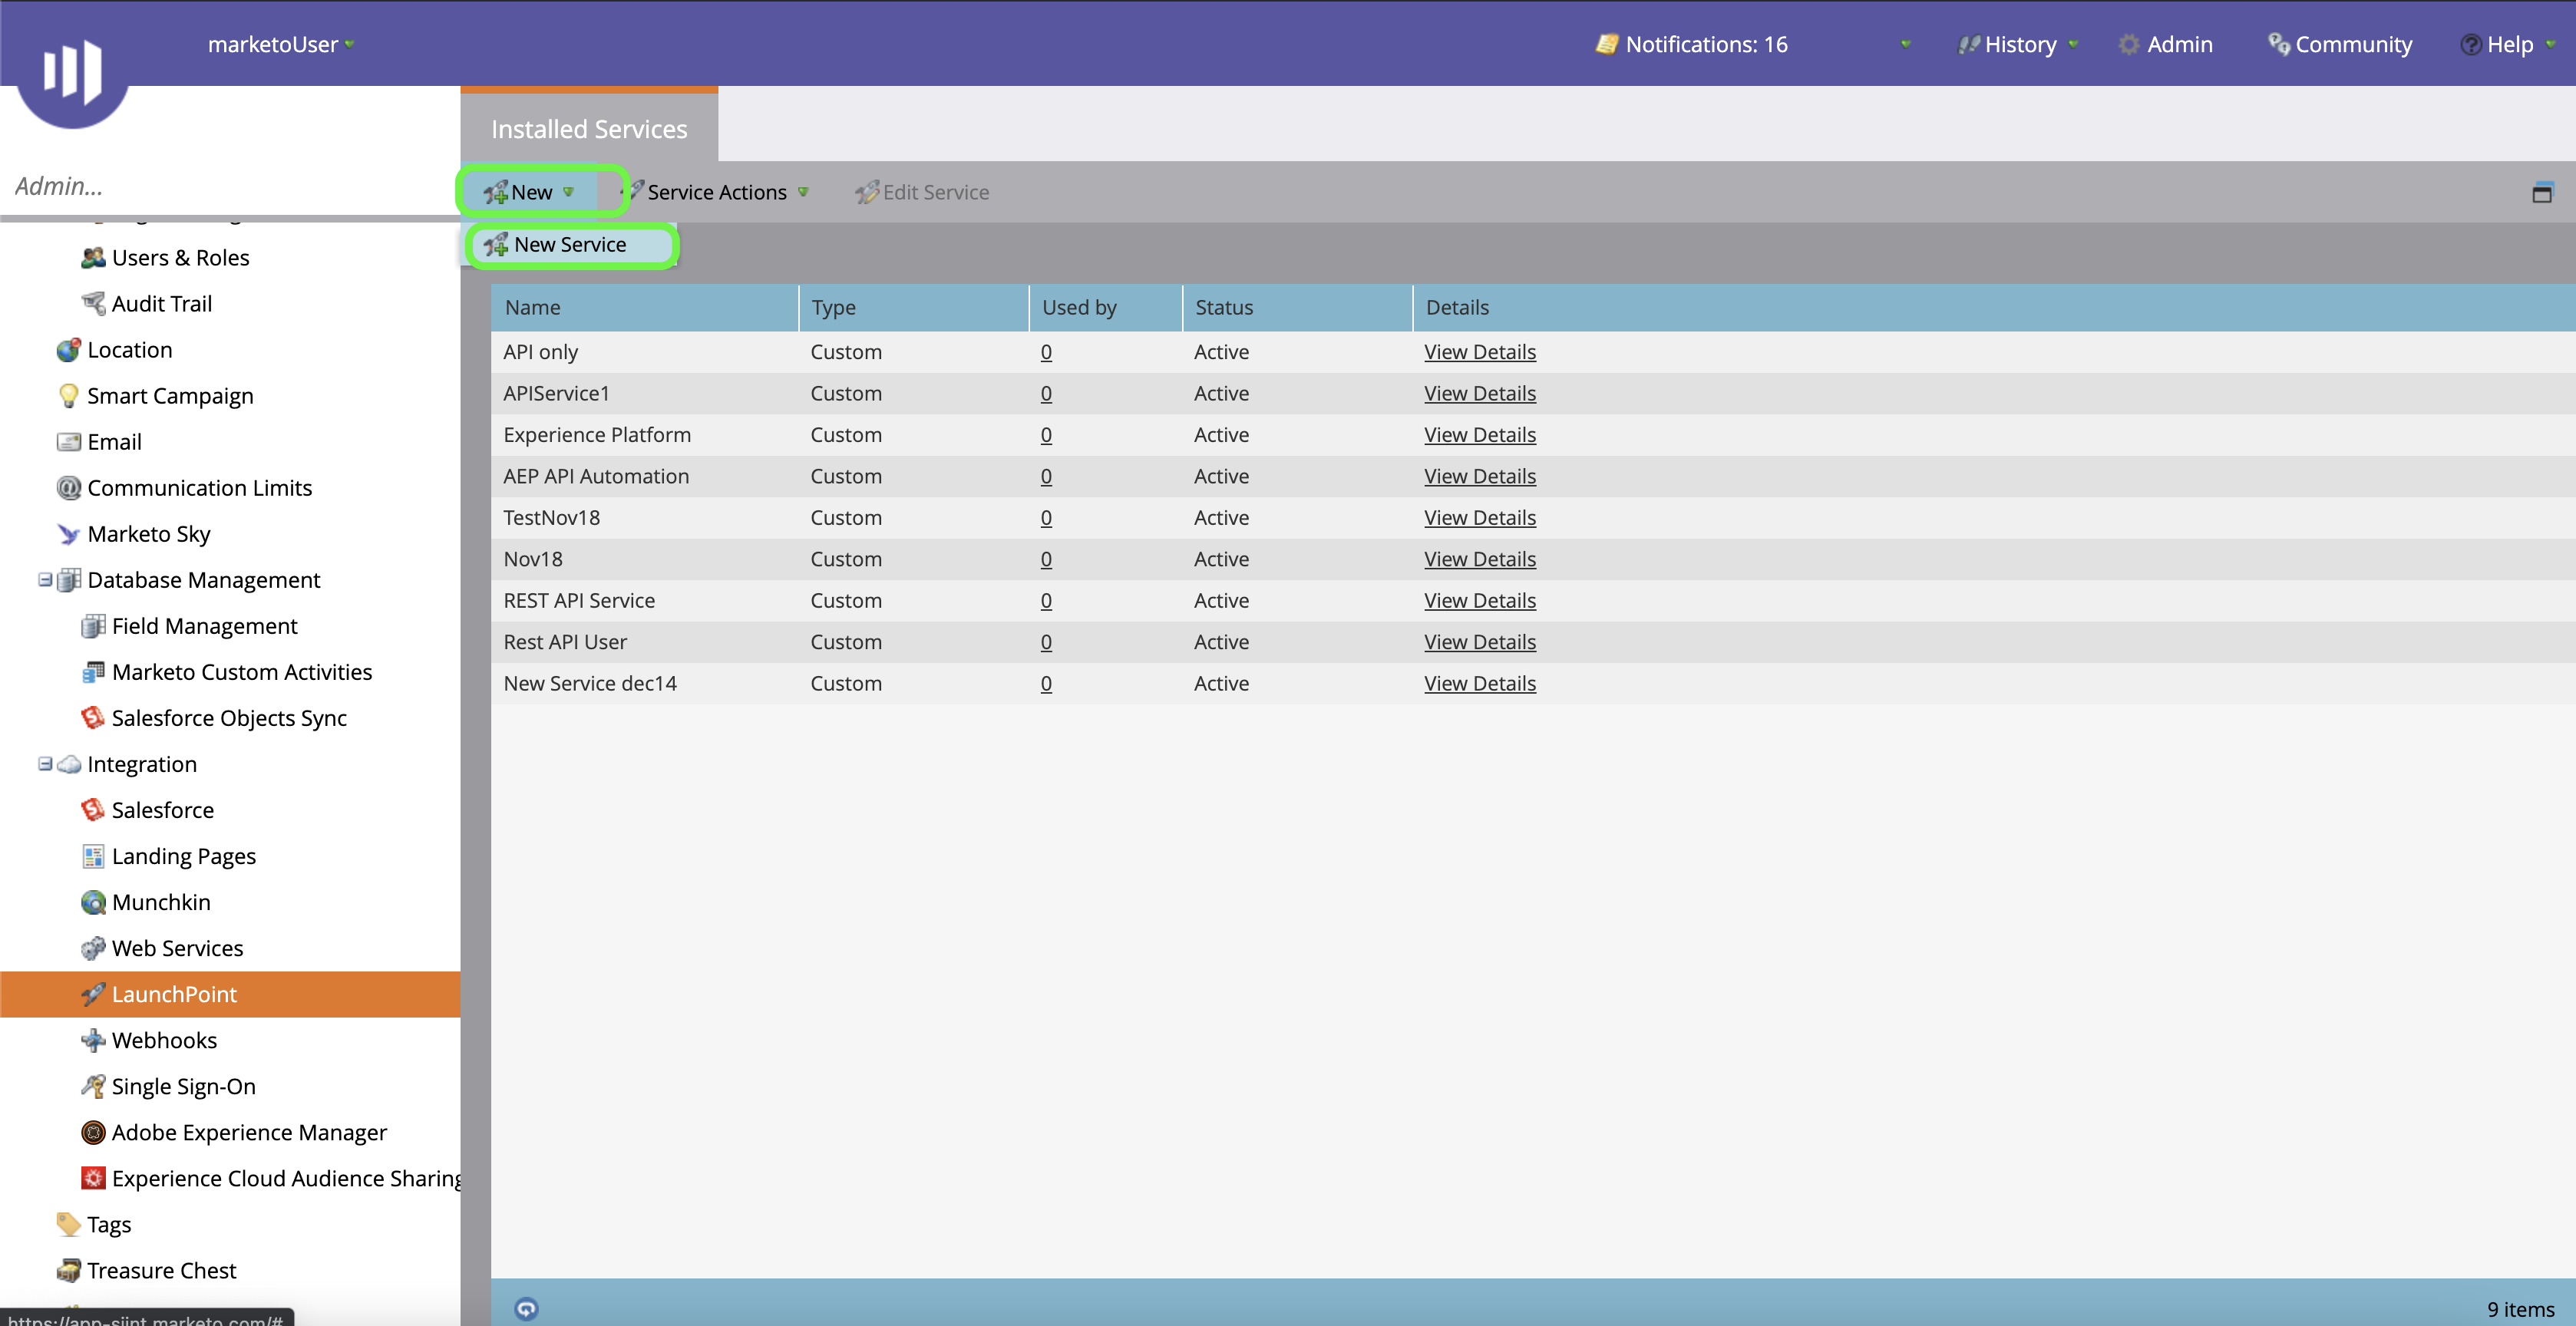 marketoUser
Notifications: 16
History
Admin
Community
Help
Installed Services
Admin...
New
Service Actions
Edit Service
New Service
Users & Roles
Audit Trail
Location
Smart Campaign
Email
Communication Limits
Marketo Sky
Database Management
Field Management
Marketo Custom Activities
Salesforce Objects Sync
Integration
Salesforce
Landing Pages
Munchkin
Web Services
LaunchPoint
Webhooks
Single Sign-On
Adobe Experience Manager
Experience Cloud Audience Sharing
Tags
Treasure Chest
Name Type Used by Status Details
API only Custom 0 Active View Details
APIService1 Custom 0 Active View Details
Experience Platform Custom 0 Active View Details
AEP API Automation Custom 0 Active View Details
TestNov18 Custom 0 Active View Details
Nov18 Custom 0 Active View Details
REST API Service Custom 0 Active View Details
Rest API User Custom 0 Active View Details
New Service dec14 Custom 0 Active View Details
9 items
https://app-sjint.marketo.com/#